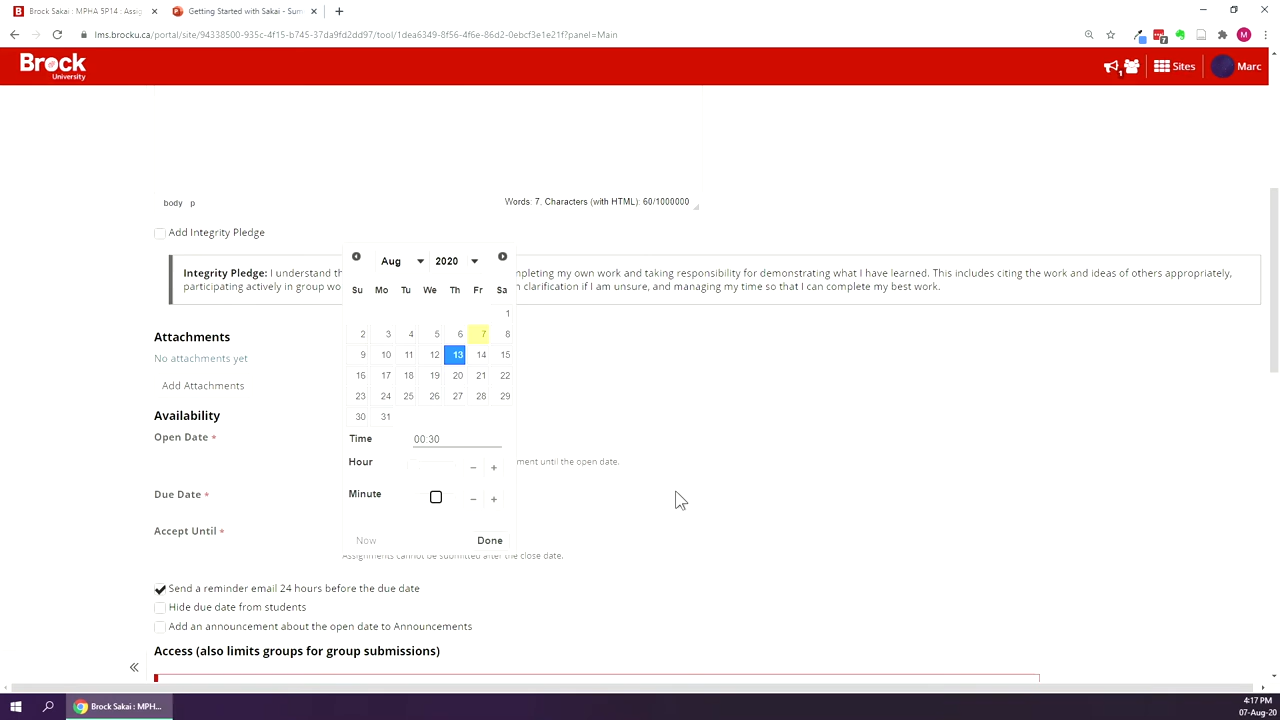 Brock Sakai : MPHA 5P14 : Assig
Getting Started with Sakai - Sum
lms.brocku.ca/portal/site/94338500-935c-4f15-b745-37da9fd2dd97/tool/1dea6349-8f56-4f6e-86d2-0ebcf3e1e21f?panel=Main
7
M
Brock
University
1
Sites
Marc
body p
Words: 7, Characters (with HTML): 60/1000000
Add Integrity Pledge
Integrity Pledge: I understand th
mpleting my own work and taking responsibility for demonstrating what I have learned. This includes citing the work and ideas of others appropriately,
participating actively in group wo
n clarification if I am unsure, and managing my time so that I can complete my best work.
Aug 2020
Su Mo Tu We Th Fr Sa
1
2 3 4 5 6 7 8
9 10 11 12 13 14 15
16 17 18 19 20 21 22
23 24 25 26 27 28 29
30 31
Time 00:30
Hour − +
Minute − +
Now Done
Attachments
No attachments yet
Add Attachments
Availability
Open Date *
ment until the open date.
Due Date *
Accept Until *
Assignments cannot be submitted after the close date.
Send a reminder email 24 hours before the due date
Hide due date from students
Add an announcement about the open date to Announcements
Access (also limits groups for group submissions)
Brock Sakai : MPH...
4:17 PM
07-Aug-20